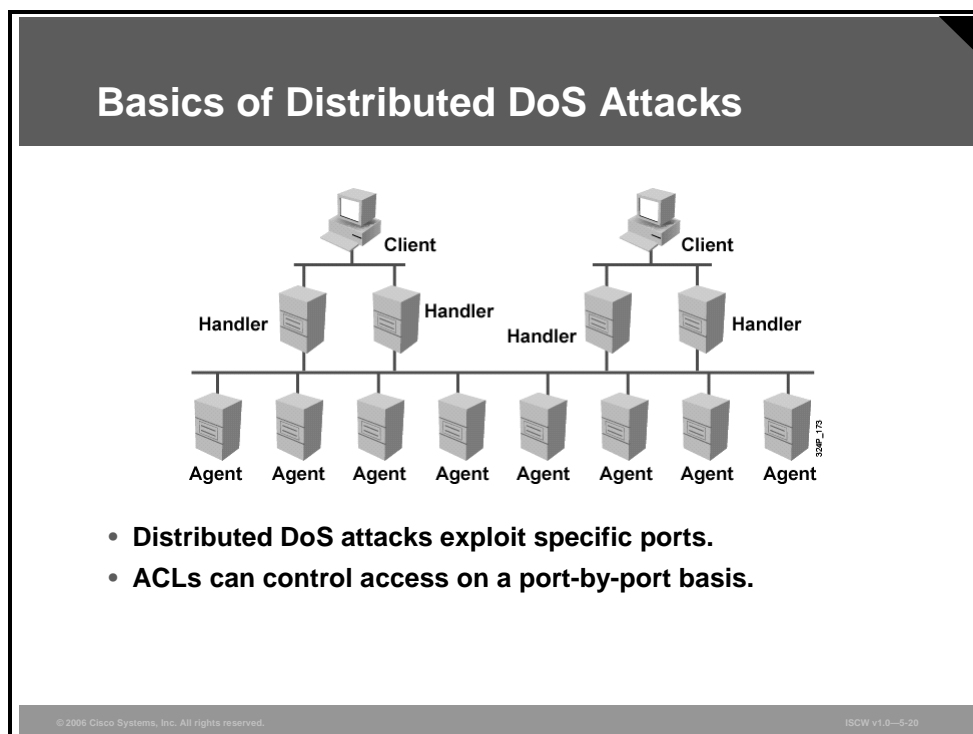 Basics of Distributed DoS Attacks
Client
Client
Handler
Handler
Handler
Handler
324P_173
Agent
Agent
Agent
Agent
Agent
Agent
Agent
Agent
• Distributed DoS attacks exploit specific ports.
• ACLs can control access on a port-by-port basis.
© 2006 Cisco Systems, Inc. All rights reserved.
ISCW v1.0—5-20